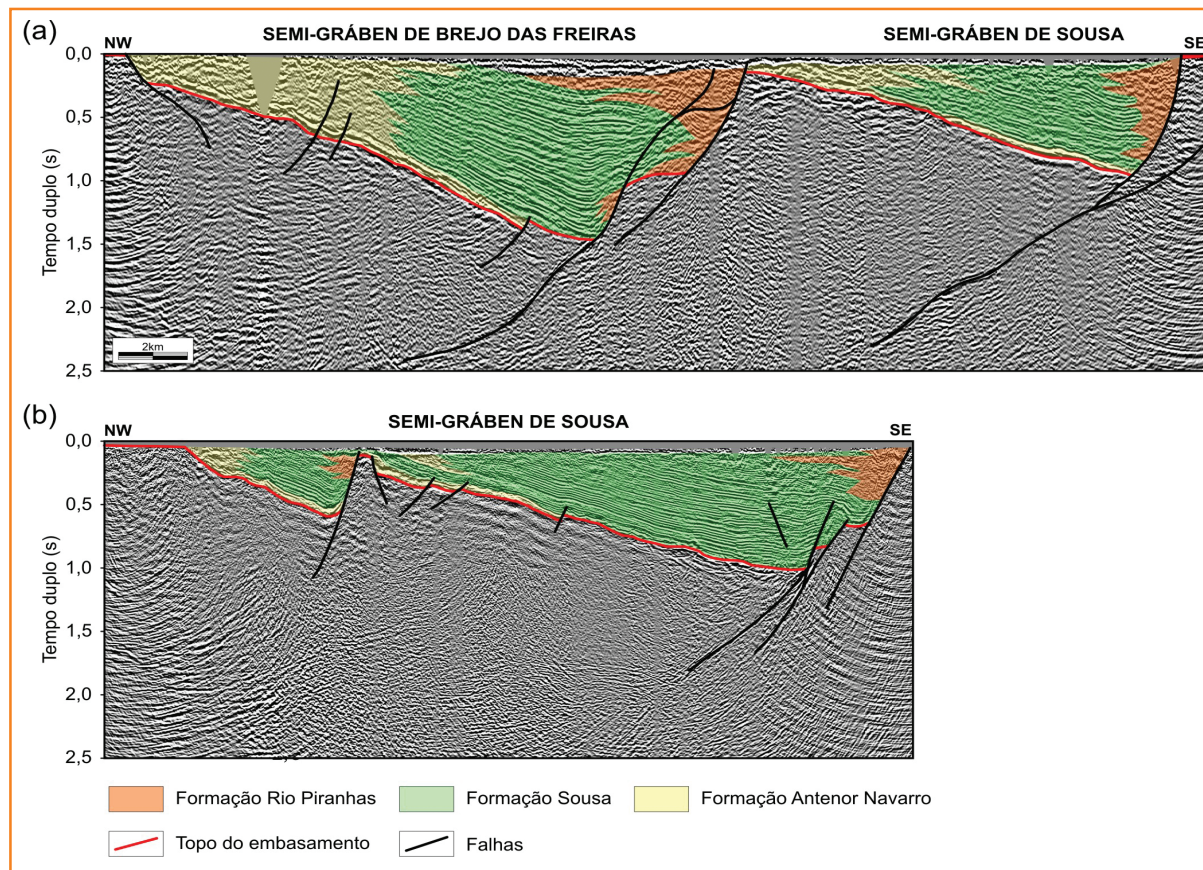 (a)
SEMI-GRÁBEN DE BREJO DAS FREIRAS
SEMI-GRÁBEN DE SOUSA
NW
SE
0,0
0,5
1,0
1,5
2,0
2,5
Tempo duplo (s)
2km
(b)
SEMI-GRÁBEN DE SOUSA
NW
SE
0,0
0,5
1,0
1,5
2,0
2,5
Tempo duplo (s)
Formação Rio Piranhas
Formação Sousa
Formação Antenor Navarro
Topo do embasamento
Falhas